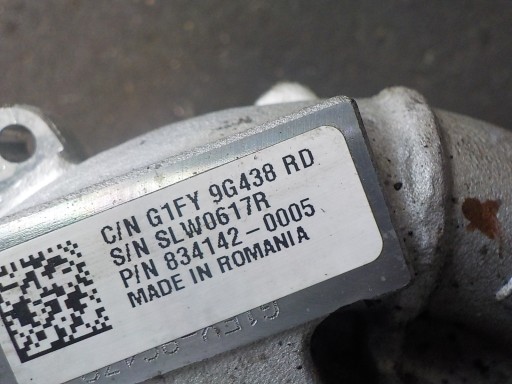 C/N G1FY 9G438 RD
S/N SLW0617R
P/N 834142-0005
MADE IN ROMANIA